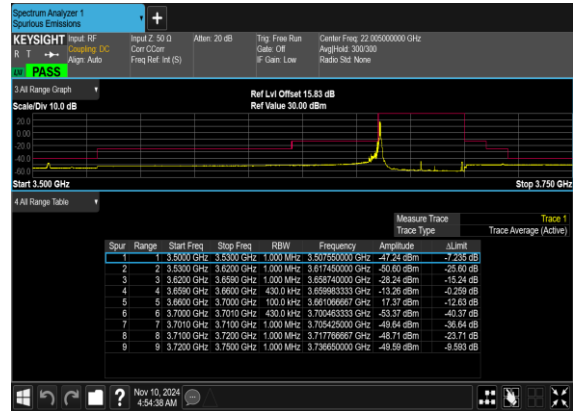 Spectrum Analyzer 1
Spurious Emissions
KEYSIGHT Input: RF Input Z: 50 Ω Atten: 20 dB Trig: Free Run Center Freq: 22.005000000 GHz
R T Coupling: DC Corr CCorr Gate: Off Avg|Hold: 300/300
Align: Auto Freq Ref: Int (S) IF Gain: Low Radio Std: None
PASS
3 All Range Graph Ref Lvl Offset 15.83 dB
Scale/Div 10.0 dB Ref Value 30.00 dBm
20.0
0.00
-20.0
-40.0
-60.0
Start 3.500 GHz Stop 3.750 GHz
4 All Range Table
Measure Trace Trace 1
Trace Type Trace Average (Active)
Spur Range Start Freq Stop Freq RBW Frequency Amplitude ΔLimit
1 1 3.5000 GHz 3.5300 GHz 1.000 MHz 3.507550000 GHz -47.24 dBm -7.235 dB
2 2 3.5300 GHz 3.6200 GHz 1.000 MHz 3.617450000 GHz -50.60 dBm -25.60 dB
3 3 3.6200 GHz 3.6590 GHz 1.000 MHz 3.658740000 GHz -28.24 dBm -15.24 dB
4 4 3.6590 GHz 3.6600 GHz 430.0 kHz 3.659983333 GHz -13.26 dBm -0.259 dB
5 5 3.6600 GHz 3.7000 GHz 100.0 kHz 3.661066667 GHz 17.37 dBm -12.63 dB
6 6 3.7000 GHz 3.7010 GHz 430.0 kHz 3.700463333 GHz -53.37 dBm -40.37 dB
7 7 3.7010 GHz 3.7100 GHz 1.000 MHz 3.705425000 GHz -49.64 dBm -36.64 dB
8 8 3.7100 GHz 3.7200 GHz 1.000 MHz 3.717766667 GHz -48.71 dBm -23.71 dB
9 9 3.7200 GHz 3.7500 GHz 1.000 MHz 3.736650000 GHz -49.59 dBm -9.593 dB
Nov 10, 2024
4:54:38 AM